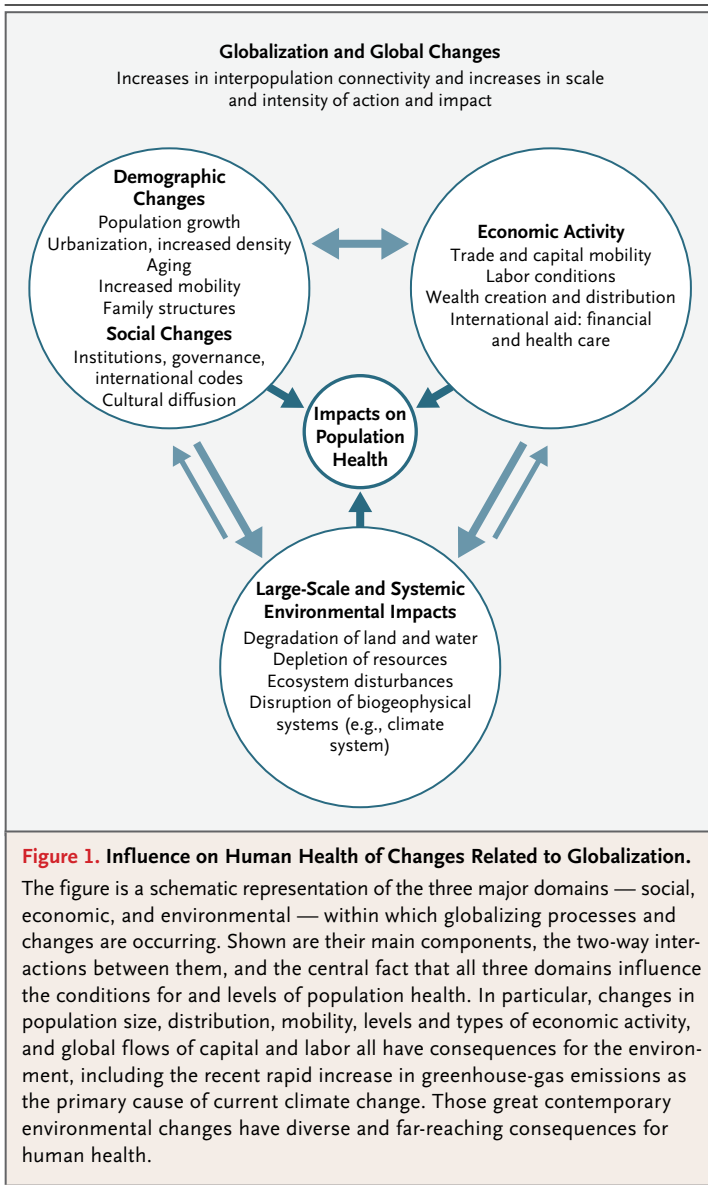 Globalization and Global Changes
Increases in interpopulation connectivity and increases in scale
and intensity of action and impact
Demographic
Changes
Population growth
Urbanization, increased density
Aging
Increased mobility
Family structures
Social Changes
Institutions, governance,
international codes
Cultural diffusion
Economic Activity
Trade and capital mobility
Labor conditions
Wealth creation and distribution
International aid: financial
and health care
Impacts on
Population
Health
Large-Scale and Systemic
Environmental Impacts
Degradation of land and water
Depletion of resources
Ecosystem disturbances
Disruption of biogeophysical
systems (e.g., climate
system)
Figure 1. Influence on Human Health of Changes Related to Globalization.
The figure is a schematic representation of the three major domains — social,
economic, and environmental — within which globalizing processes and
changes are occurring. Shown are their main components, the two-way inter-
actions between them, and the central fact that all three domains influence
the conditions for and levels of population health. In particular, changes in
population size, distribution, mobility, levels and types of economic activity,
and global flows of capital and labor all have consequences for the environ-
ment, including the recent rapid increase in greenhouse-gas emissions as
the primary cause of current climate change. Those great contemporary
environmental changes have diverse and far-reaching consequences for
human health.